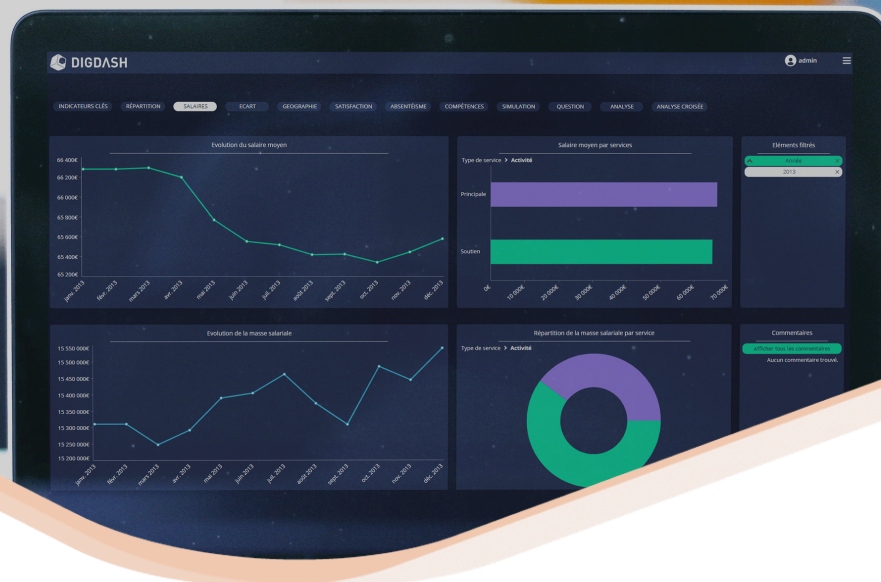 DIGDASH
admin
INDICATEURS CLÉS RÉPARTITION SALAIRES ECART GEOGRAPHIE SATISFACTION ABSENTÉISME COMPÉTENCES SIMULATION QUESTION ANALYSE ANALYSE CROISÉE
Evolution du salaire moyen
66 400€
66 200€
66 000€
65 800€
65 600€
65 400€
65 200€
janv. 2013 févr. 2013 mars 2013 avr. 2013 mai 2013 juin 2013 juil. 2013 août 2013 sept. 2013 oct. 2013 nov. 2013 déc. 2013
Salaire moyen par services
Type de service > Activité
Principale
Soutien
0€ 10 000€ 20 000€ 30 000€ 40 000€ 50 000€ 60 000€ 70 000€
Eléments filtrés
Année
2013
Evolution de la masse salariale
15 550 000€
15 500 000€
15 450 000€
15 400 000€
15 350 000€
15 300 000€
15 250 000€
15 200 000€
janv. 2013 févr. 2013 mars 2013 avr. 2013 mai 2013 juin 2013 juil. 2013 août 2013 sept. 2013 oct. 2013 nov. 2013 déc. 2013
Répartition de la masse salariale par service
Type de service > Activité
Commentaires
Afficher tous les commentaires
Aucun commentaire trouvé.